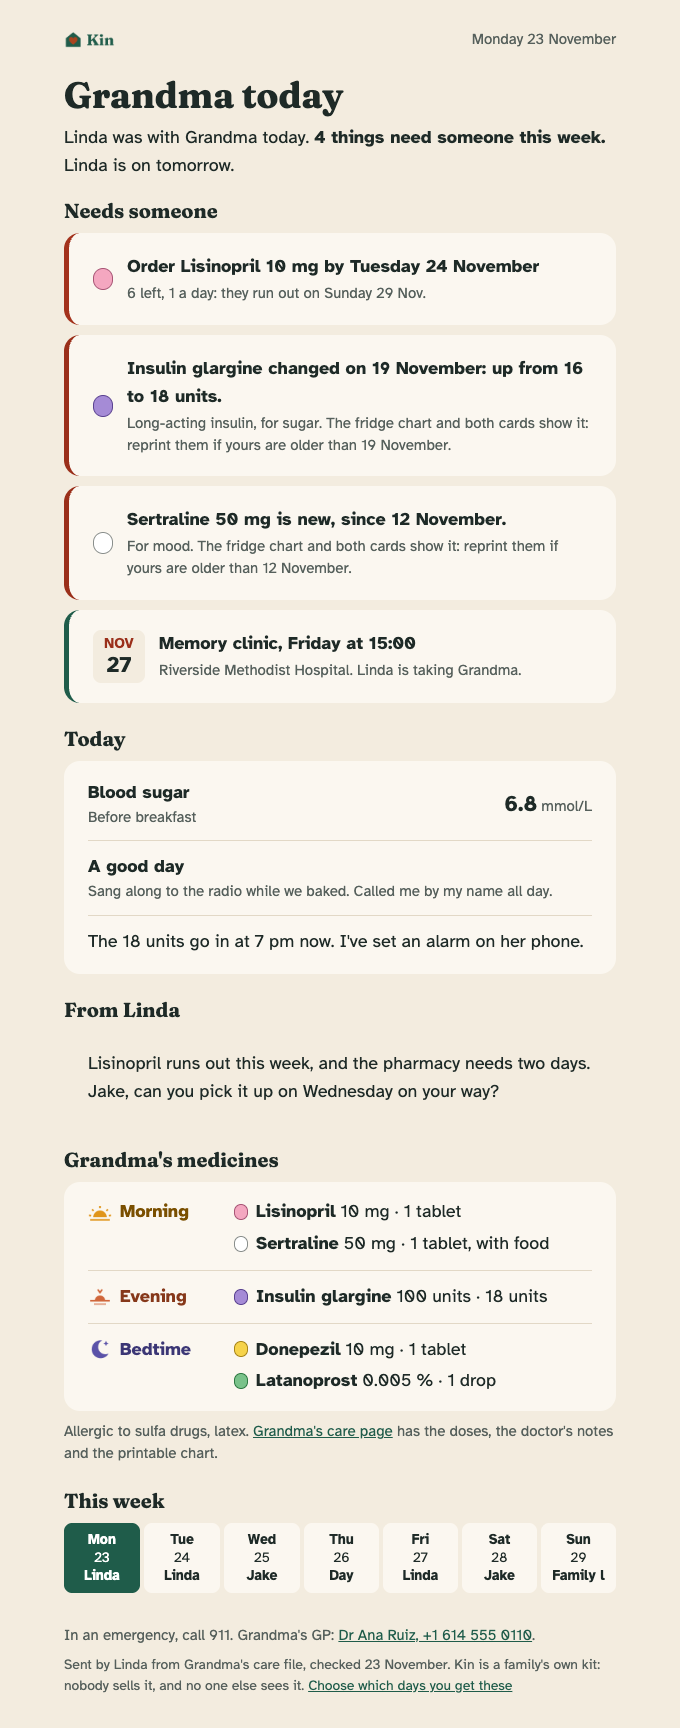 Kin
Monday 23 November
Grandma today
Linda was with Grandma today. 4 things need someone this week.
Linda is on tomorrow.
Needs someone
Order Lisinopril 10 mg by Tuesday 24 November
6 left, 1 a day: they run out on Sunday 29 Nov.
Insulin glargine changed on 19 November: up from 16
to 18 units.
Long-acting insulin, for sugar. The fridge chart and both cards show it:
reprint them if yours are older than 19 November.
Sertraline 50 mg is new, since 12 November.
For mood. The fridge chart and both cards show it: reprint them if
yours are older than 12 November.
NOV
27
Memory clinic, Friday at 15:00
Riverside Methodist Hospital. Linda is taking Grandma.
Today
Blood sugar
Before breakfast
6.8 mmol/L
A good day
Sang along to the radio while we baked. Called me by my name all day.
The 18 units go in at 7 pm now. I've set an alarm on her phone.
From Linda
Lisinopril runs out this week, and the pharmacy needs two days.
Jake, can you pick it up on Wednesday on your way?
Grandma's medicines
Morning
Lisinopril 10 mg · 1 tablet
Sertraline 50 mg · 1 tablet, with food
Evening
Insulin glargine 100 units · 18 units
Bedtime
Donepezil 10 mg · 1 tablet
Latanoprost 0.005 % · 1 drop
Allergic to sulfa drugs, latex. Grandma's care page has the doses, the doctor's notes
and the printable chart.
This week
Mon
23
Linda
Tue
24
Linda
Wed
25
Jake
Thu
26
Day
Fri
27
Linda
Sat
28
Jake
Sun
29
Family l
In an emergency, call 911. Grandma's GP: Dr Ana Ruiz, +1 614 555 0110.
Sent by Linda from Grandma's care file, checked 23 November. Kin is a family's own kit:
nobody sells it, and no one else sees it. Choose which days you get these